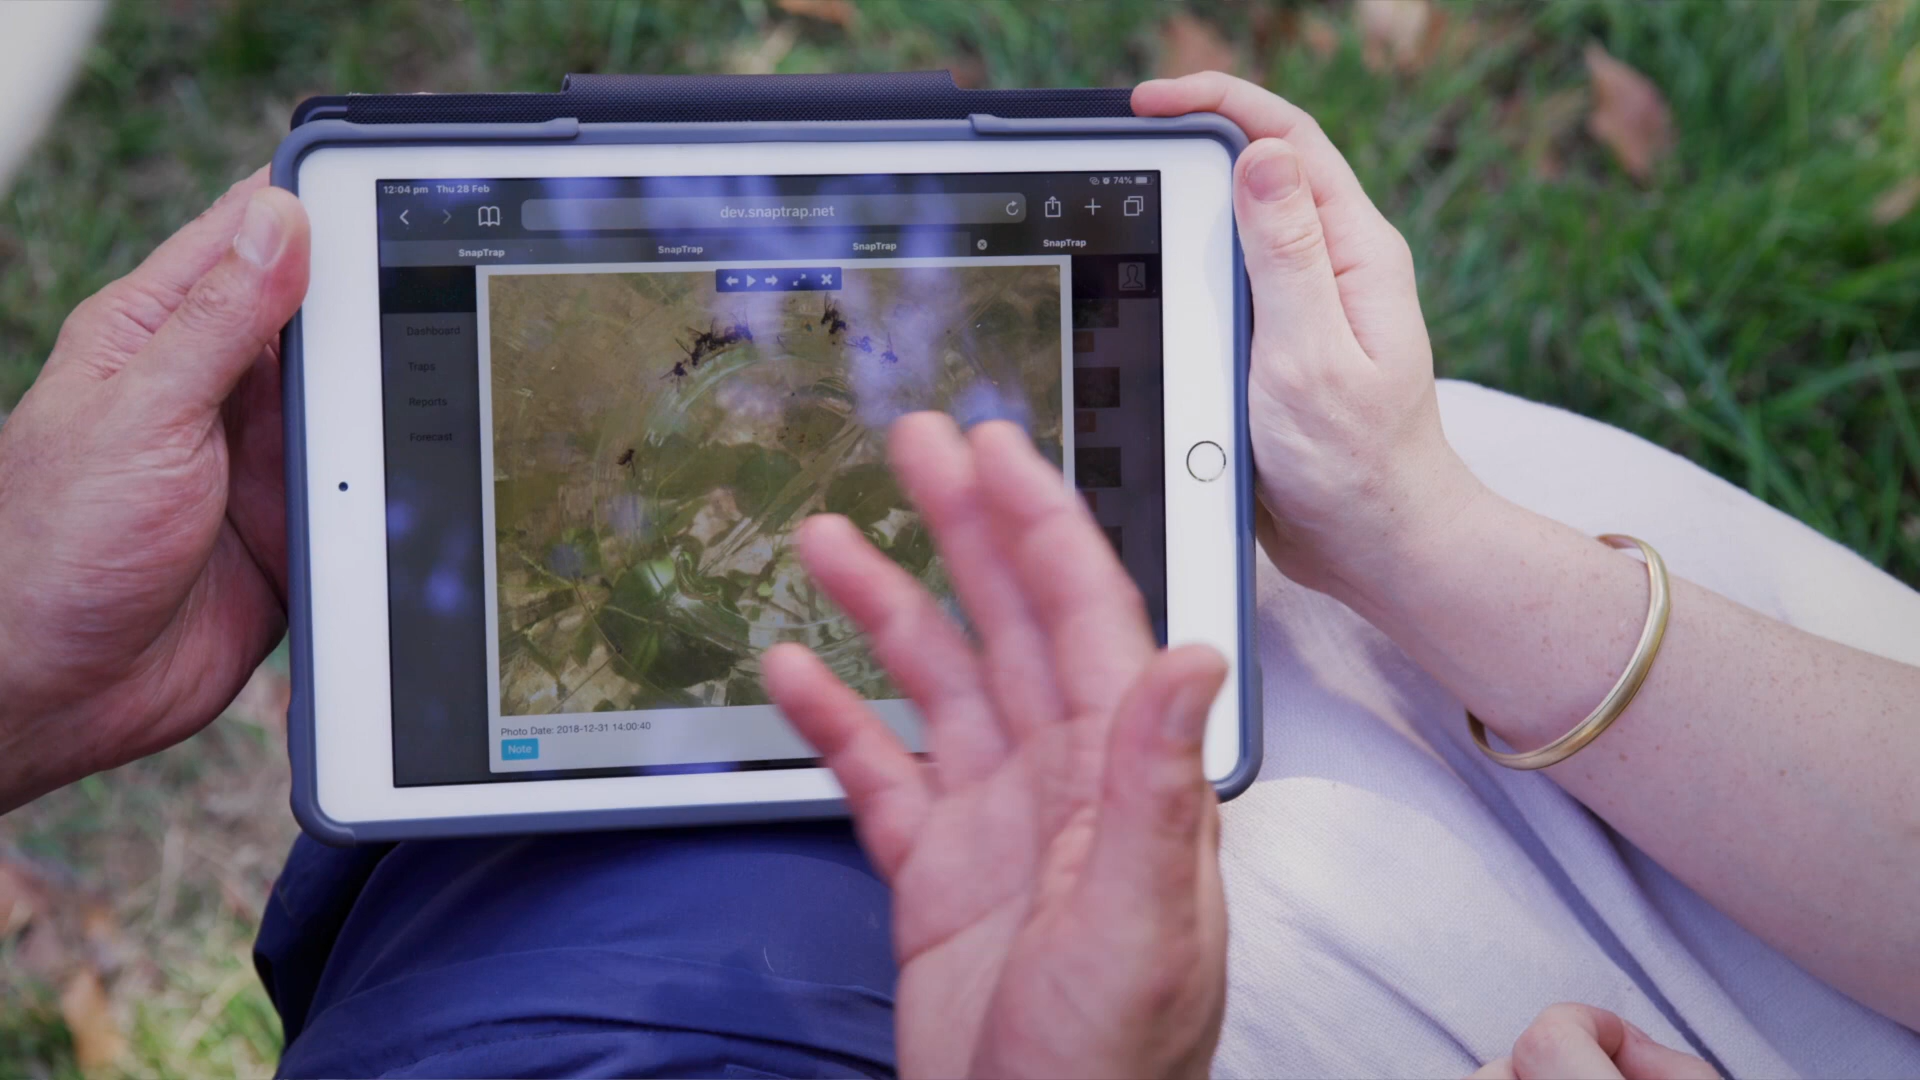 12:04 pm Thu 28 Feb
74%
dev.snaptrap.net
SnapTrap SnapTrap SnapTrap SnapTrap
Dashboard
Traps
Reports
Forecast
Photo Date: 2018-12-31 14:00:40
Note